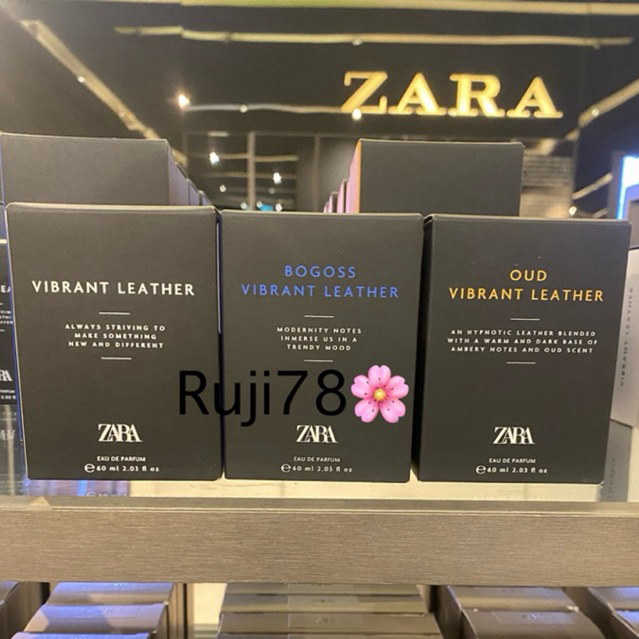 ZARA
VIBRANT LEATHER
ALWAYS STRIVING TO
MAKE SOMETHING
NEW AND DIFFERENT
ZARA
EAU DE PARFUM
℮ 60 ml 2.03 fl oz
BOGOSS
VIBRANT LEATHER
MODERNITY NOTES
INMERSE US IN A
TRENDY MOOD
ZARA
EAU DE PARFUM
℮ 60 ml 2.03 fl oz
OUD
VIBRANT LEATHER
AN HYPNOTIC LEATHER BLENDED
WITH A WARM AND DARK BASE OF
AMBERY NOTES AND OUD SCENT
ZARA
EAU DE PARFUM
℮ 60 ml 2.03 fl oz
Ruji78🌸
VIBRANT LEATHER